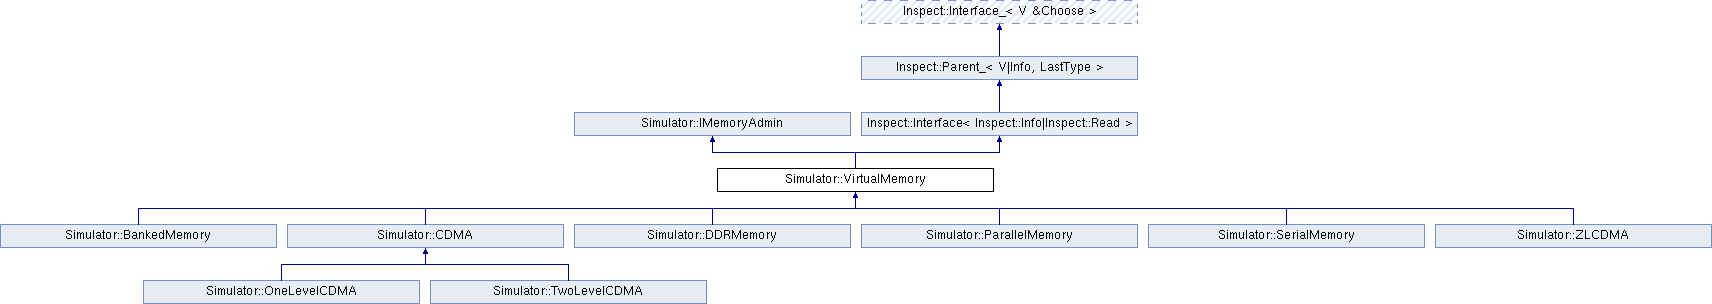 Inspect::Interface_< V &Choose >
Inspect::Parent_< V|Info, LastType >
Simulator::IMemoryAdmin
Inspect::Interface< Inspect::Info|Inspect::Read >
Simulator::VirtualMemory
Simulator::BankedMemory
Simulator::CDMA
Simulator::DDRMemory
Simulator::ParallelMemory
Simulator::SerialMemory
Simulator::ZLCDMA
Simulator::OneLevelCDMA
Simulator::TwoLevelCDMA